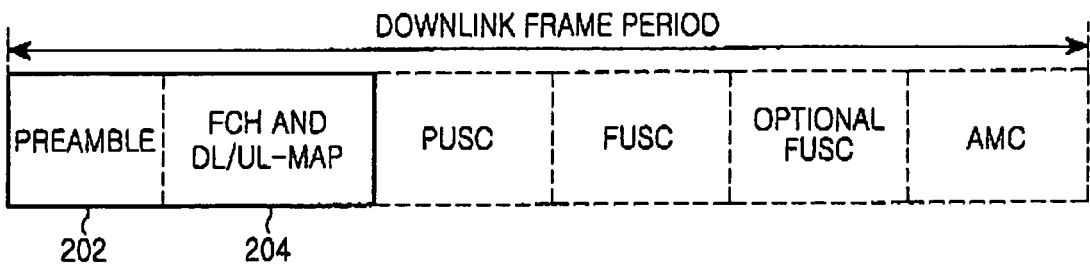 DOWNLINK FRAME PERIOD
PREAMBLE
FCH AND
DL/UL-MAP
PUSC
FUSC
OPTIONAL
FUSC
AMC
202
204